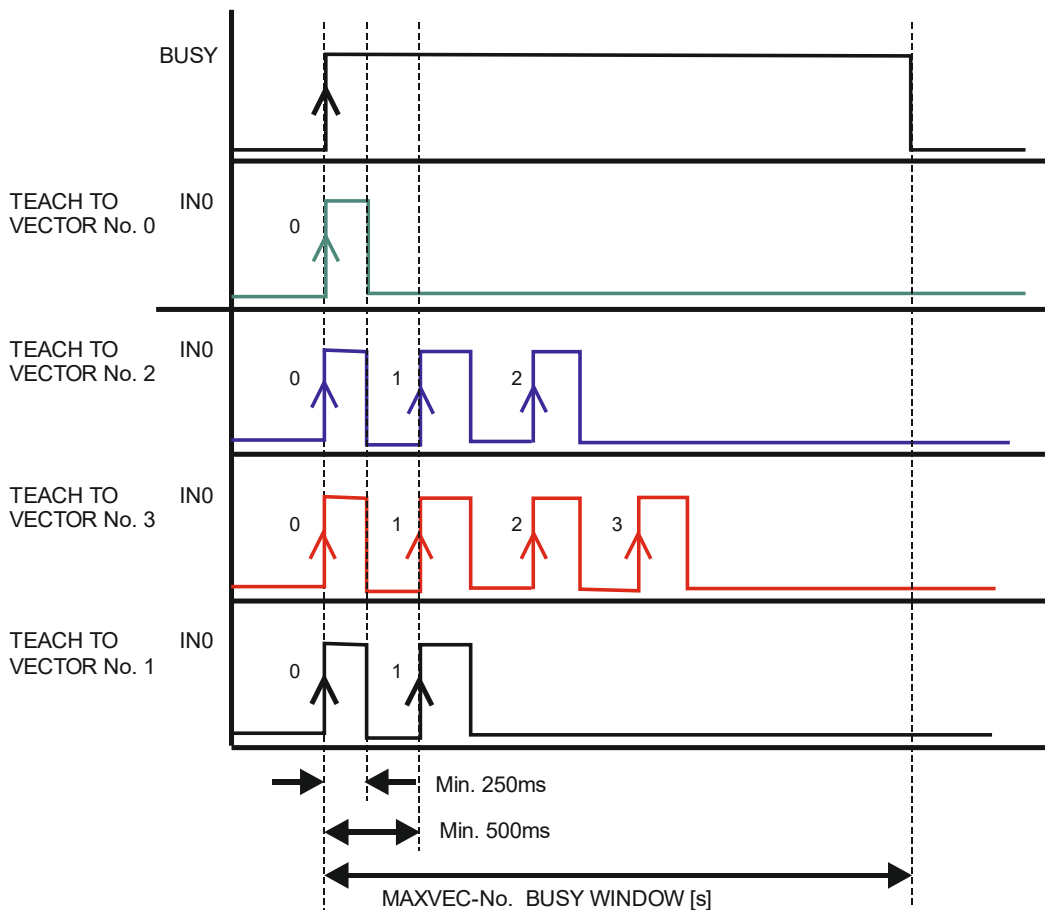 BUSY
TEACH TO IN0
VECTOR No. 0
0
TEACH TO IN0
VECTOR No. 2
0 1 2
TEACH TO IN0
VECTOR No. 3
0 1 2 3
TEACH TO IN0
VECTOR No. 1
0 1
Min. 250ms
Min. 500ms
MAXVEC-No. BUSY WINDOW [s]